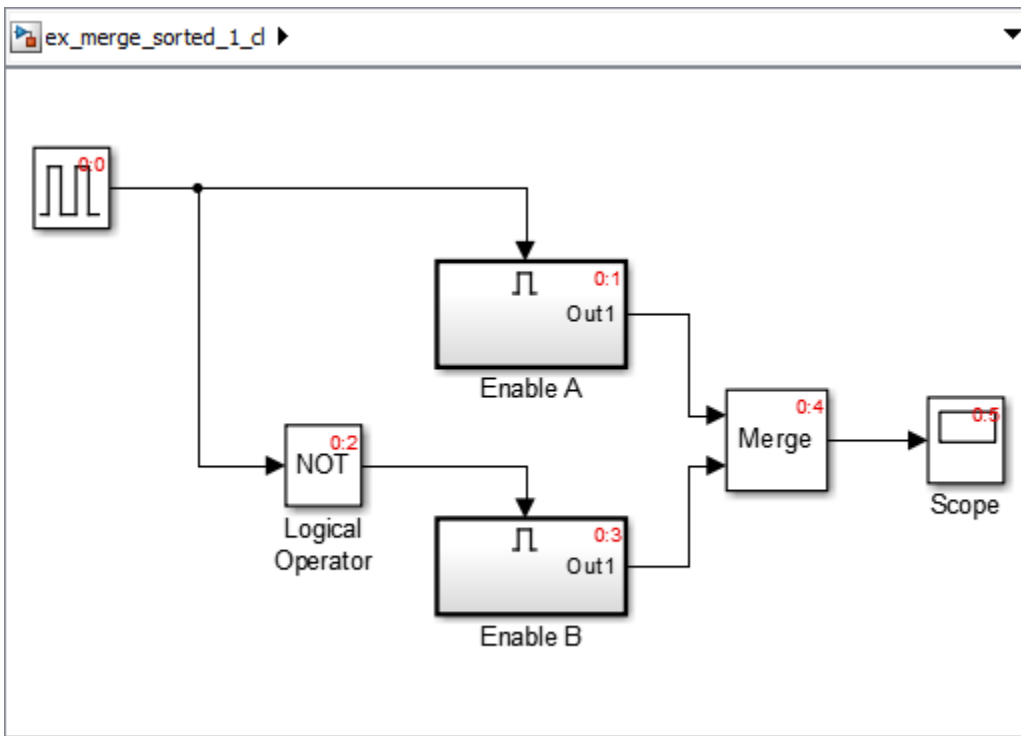 ex_merge_sorted_1_cl
0:0
0:1
Out1
Enable A
0:2
NOT
Logical
Operator
0:3
Out1
Enable B
0:4
Merge
0:5
Scope